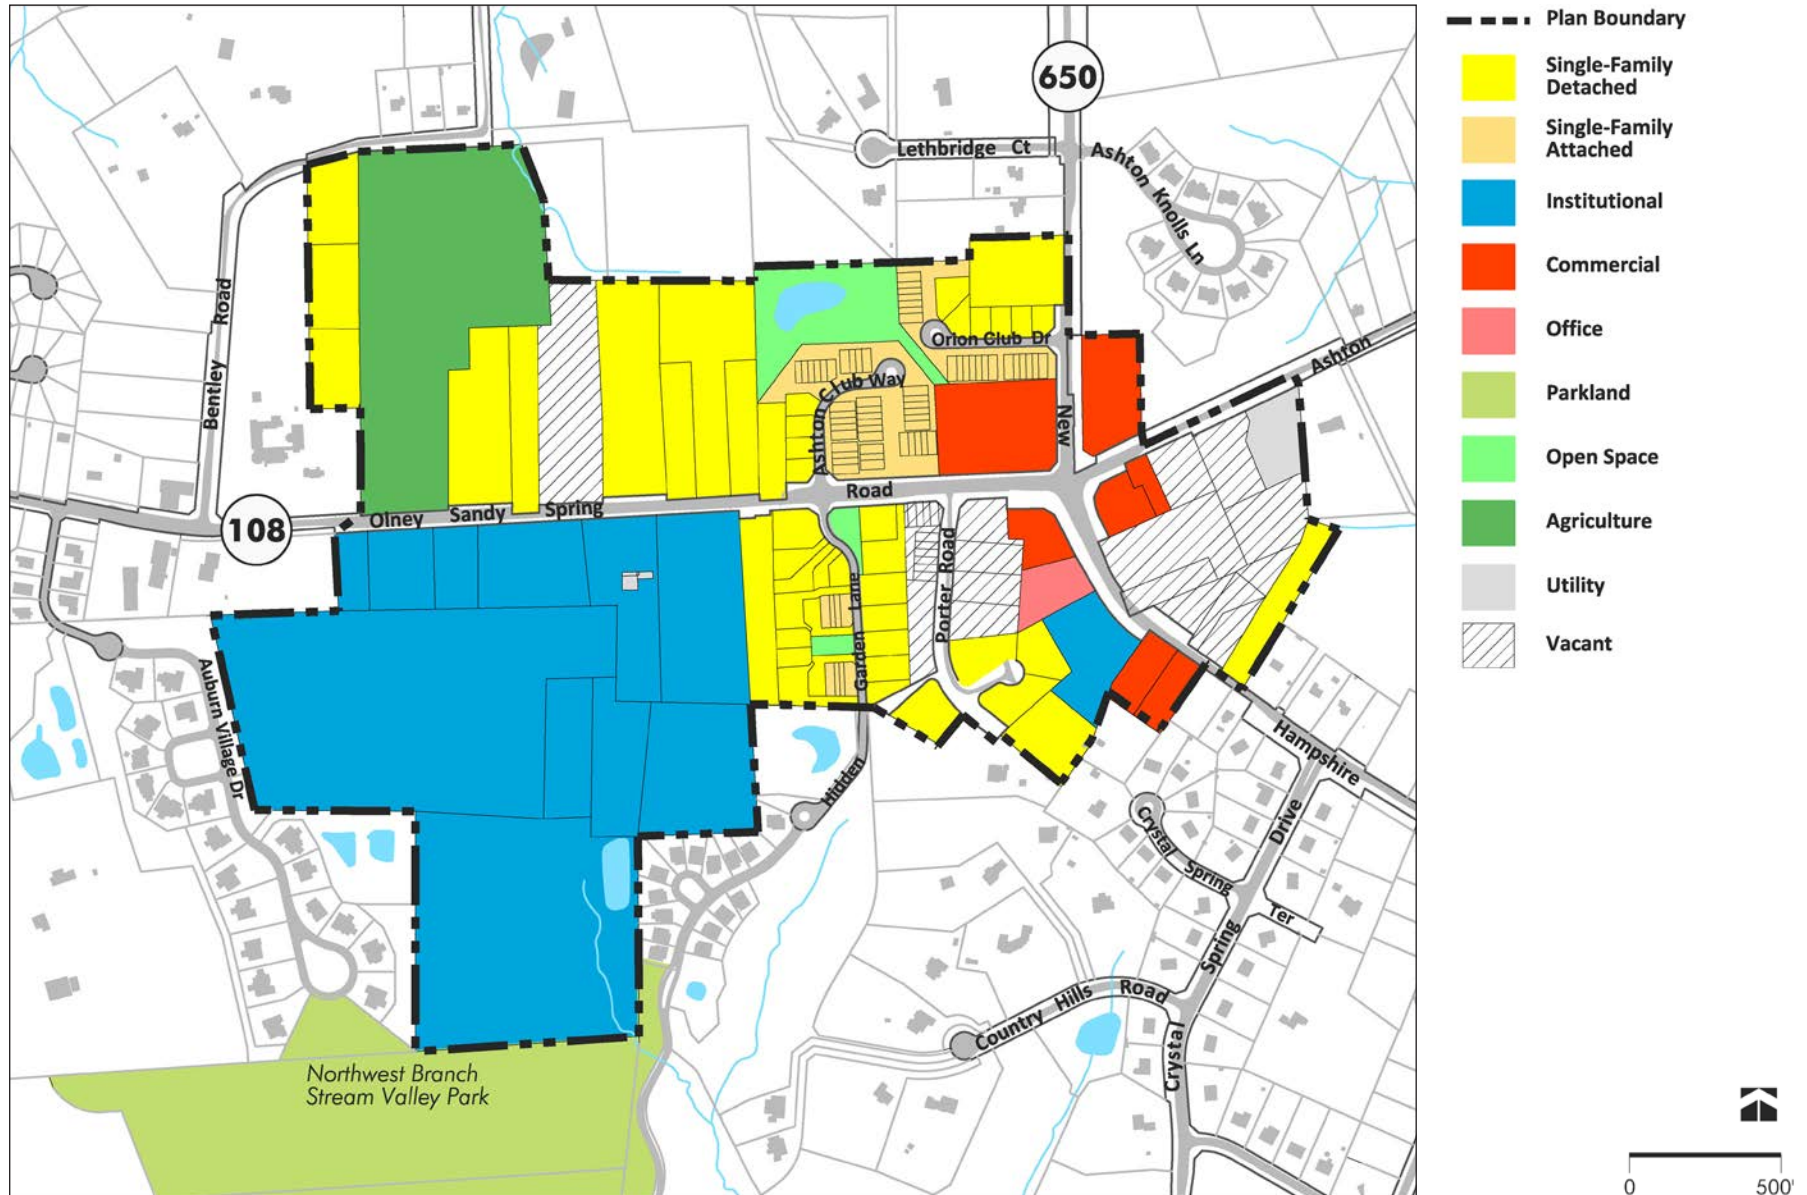 650
Lethbridge Ct
Ashton Knolls Ln
Bentley Road
Orion Club Dr
Ashton Club Way
New
Ashton
108
Olney Sandy Spring Road
Porter Road
Garden Lane
Hidden
Auburn Village Dr
Hampshire
Crystal Spring
Drive
Ter
Spring
Crystal
Country Hills Road
Northwest Branch
Stream Valley Park
Plan Boundary
Single-Family
Detached
Single-Family
Attached
Institutional
Commercial
Office
Parkland
Open Space
Agriculture
Utility
Vacant
0 500'